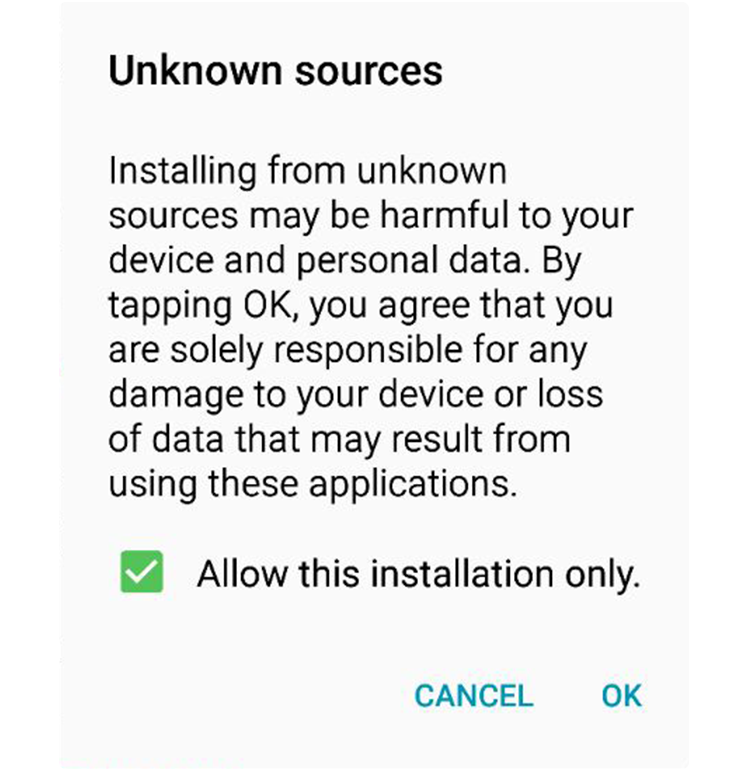 Unknown sources
Installing from unknown
sources may be harmful to your
device and personal data. By
tapping OK, you agree that you
are solely responsible for any
damage to your device or loss
of data that may result from
using these applications.
Allow this installation only.
CANCEL OK